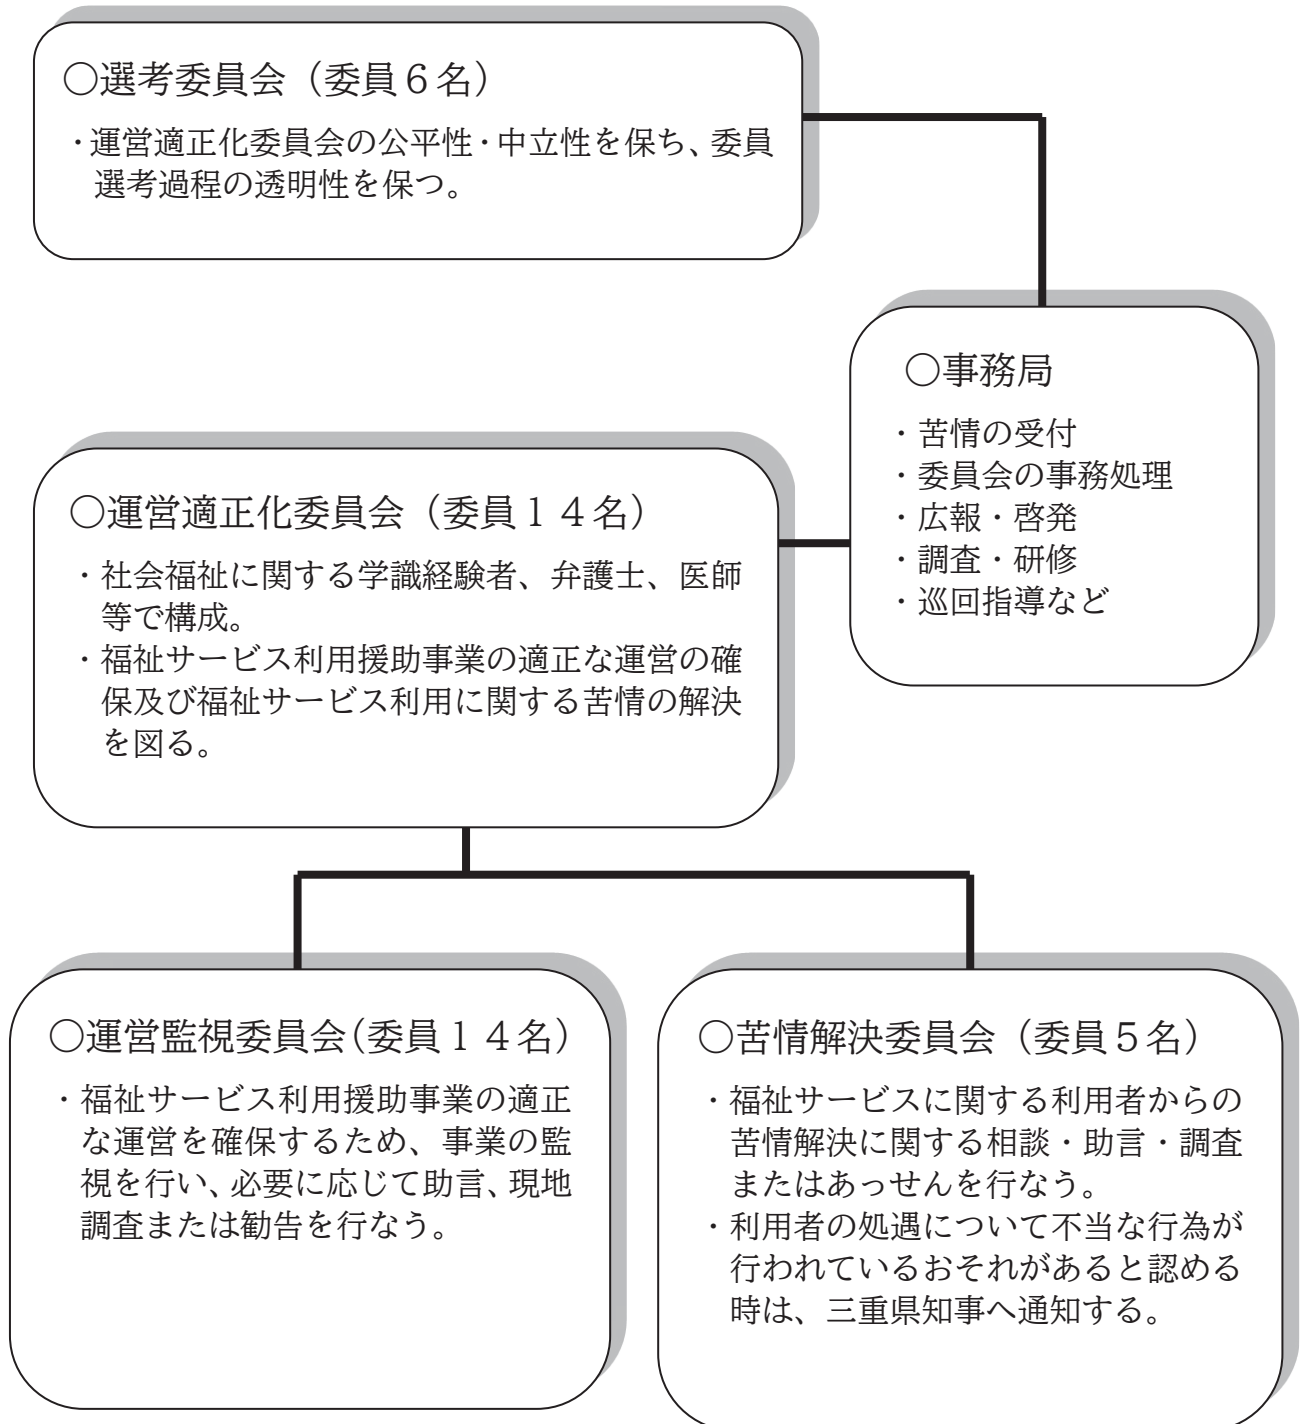 ○選考委員会（委員６名）
・運営適正化委員会の公平性・中立性を保ち、委員
選考過程の透明性を保つ。
○事務局
・苦情の受付
・委員会の事務処理
・広報・啓発
・調査・研修
・巡回指導など
○運営適正化委員会（委員１４名）
・社会福祉に関する学識経験者、弁護士、医師
等で構成。
・福祉サービス利用援助事業の適正な運営の確
保及び福祉サービス利用に関する苦情の解決
を図る。
○運営監視委員会（委員１４名）
・福祉サービス利用援助事業の適正
な運営を確保するため、事業の監
視を行い、必要に応じて助言、現地
調査または勧告を行なう。
○苦情解決委員会（委員５名）
・福祉サービスに関する利用者からの
苦情解決に関する相談・助言・調査
またはあっせんを行なう。
・利用者の処遇について不当な行為が
行われているおそれがあると認める
時は、三重県知事へ通知する。